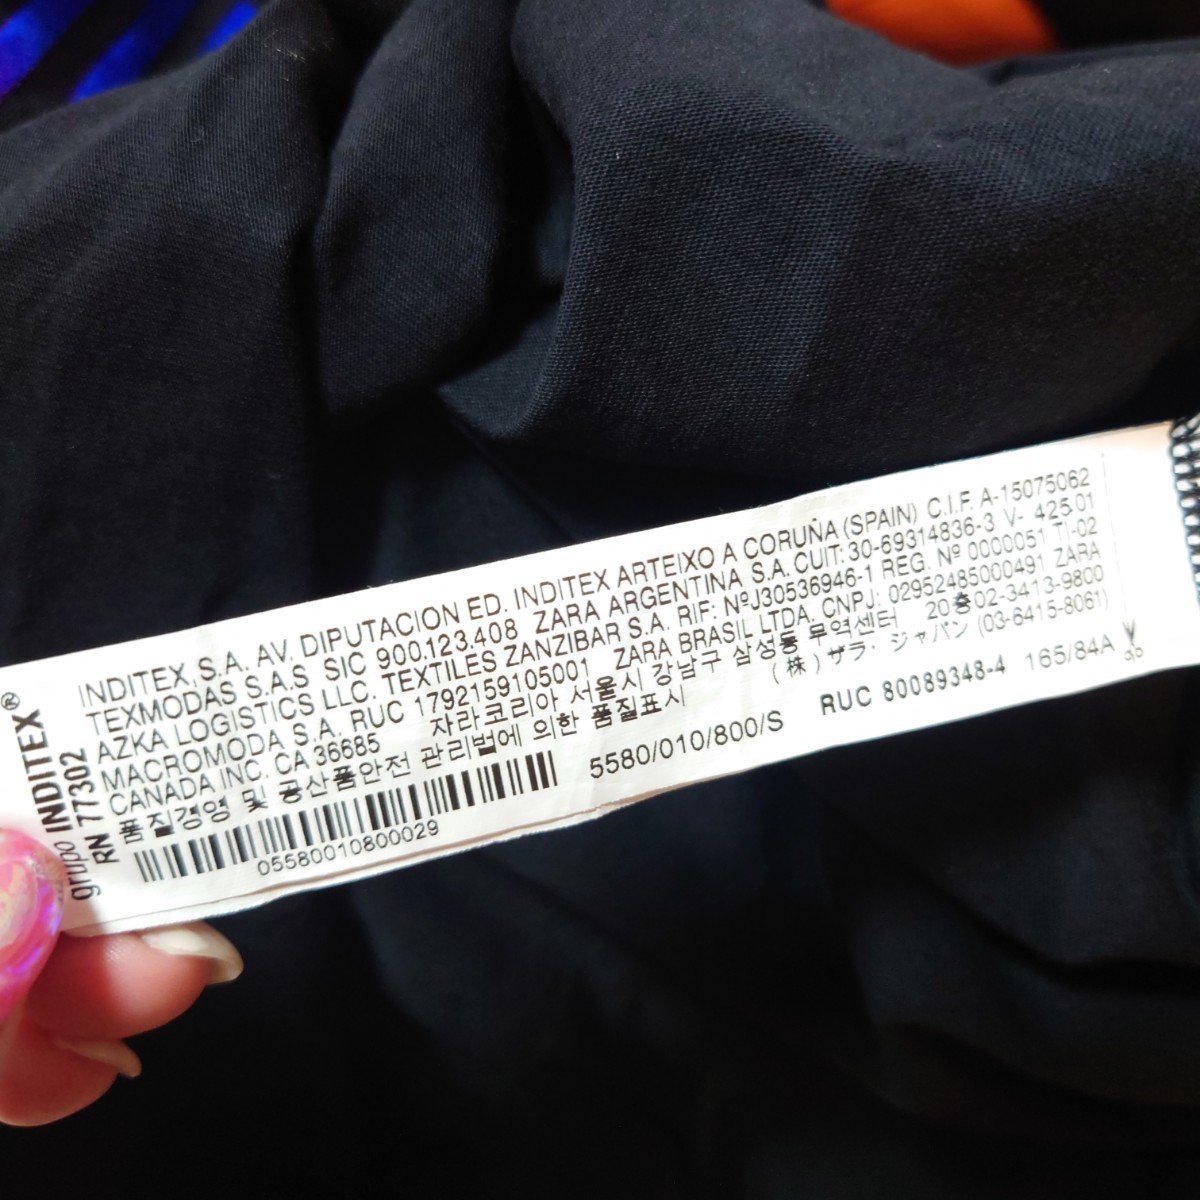 grupo INDITEX®
RN 77302
INDITEX, S.A. AV. DIPUTACION ED. INDITEX ARTEIXO A CORUÑA (SPAIN) C.I.F. A-15075062
TEXMODAS S.A.S SIC 900.123.408 ZARA ARGENTINA S.A. CUIT: 30-69314836-3 V- 425.01
AZKA LOGISTICS LLC. TEXTILES ZANZIBAR S.A. RIF: NºJ30536946-1 REG. Nº 0000051 TI-02
MACROMODA S.A. RUC 1792159105001 ZARA BRASIL LTDA. CNPJ: 02952485000491 ZARA
CANADA INC. CA 36685 자라코리아 서울시 강남구 삼성동 무역센터 20층02-3413-9800
품질경영 및 공산품안전 관리법에 의한 품질표시 (株) ザラ・ジャパン (03-6415-8061)
05580010800029
5580/010/800/S
RUC 80089348-4 165/84A